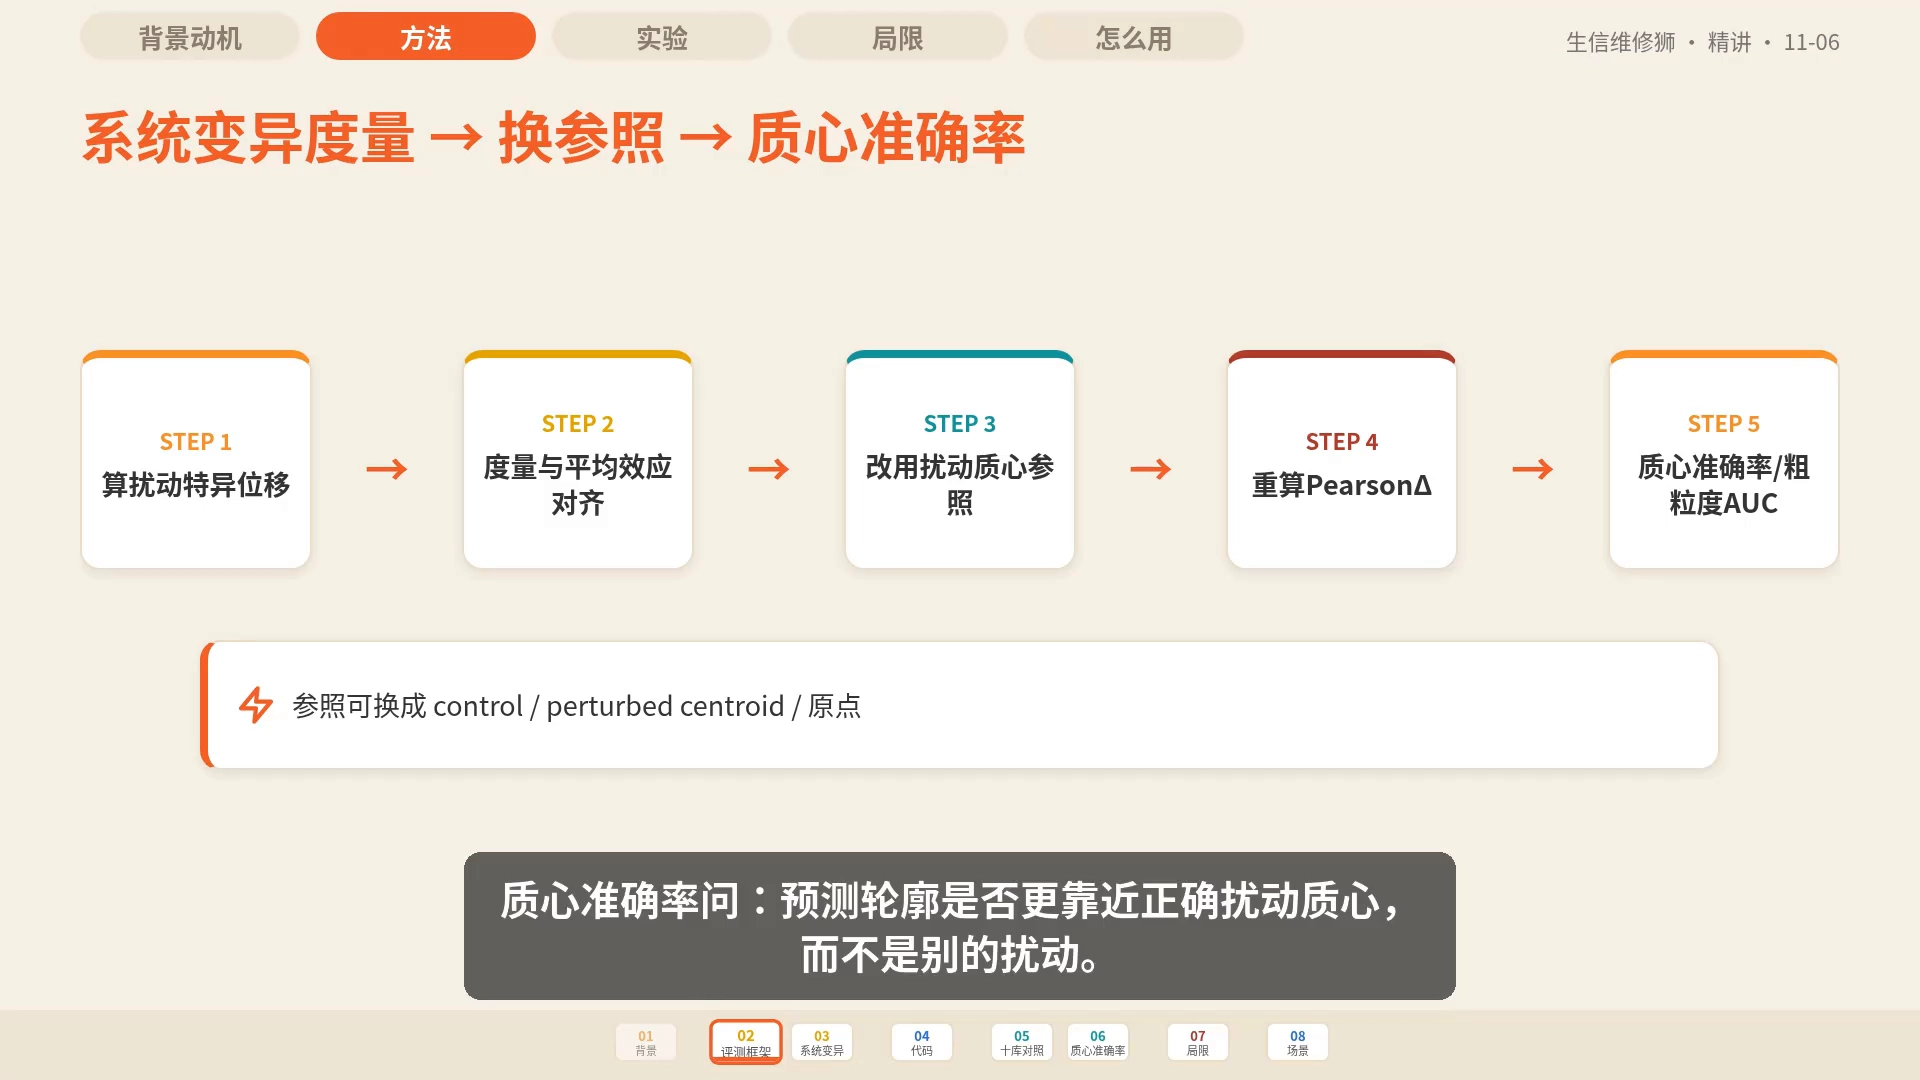 背景动机
方法
实验
局限
怎么用
生信维修狮 • 精讲 • 11-06
系统变异度量 → 换参照 → 质心准确率
STEP 1
算扰动特异位移
→
STEP 2
度量与平均效应
对齐
→
STEP 3
改用扰动质心参
照
→
STEP 4
重算PearsonΔ
→
STEP 5
质心准确率/粗
粒度AUC
参照可换成 control / perturbed centroid / 原点
质心准确率问：预测轮廓是否更靠近正确扰动质心，
而不是别的扰动。
01
背景
02
评测框架
03
系统变异
04
代码
05
十库对照
06
质心准确率
07
局限
08
场景